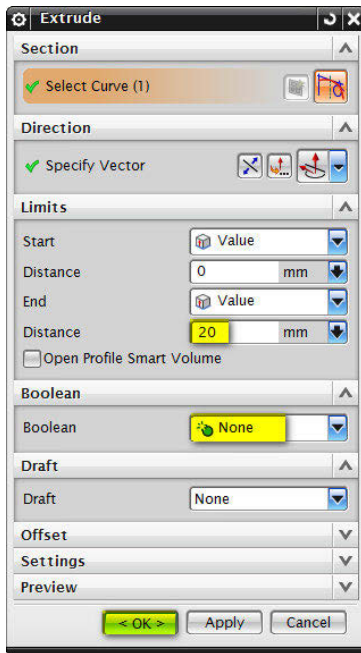 Extrude
Section
Select Curve (1)
Direction
Specify Vector
Limits
Start Value
Distance 0 mm
End Value
Distance 20 mm
Open Profile Smart Volume
Boolean
Boolean None
Draft
Draft None
Offset
Settings
Preview
< OK > Apply Cancel